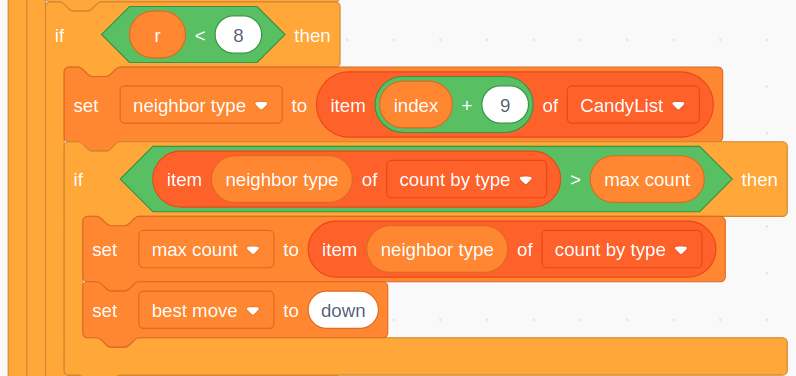 if r < 8 then
set neighbor type to item index + 9 of CandyList
if item neighbor type of count by type > max count then
set max count to item neighbor type of count by type
set best move to down